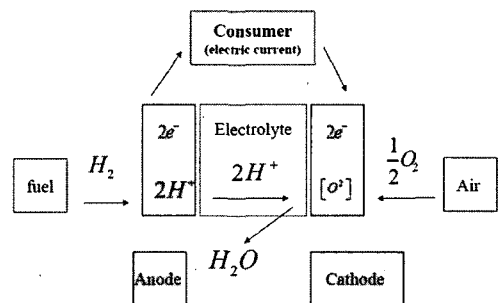 Consumer
(electric current)
2e⁻
Electrolyte
2e⁻
fuel
H₂
2H⁺
2H⁺
[o²]
½O₂
Air
Anode
H₂O
Cathode